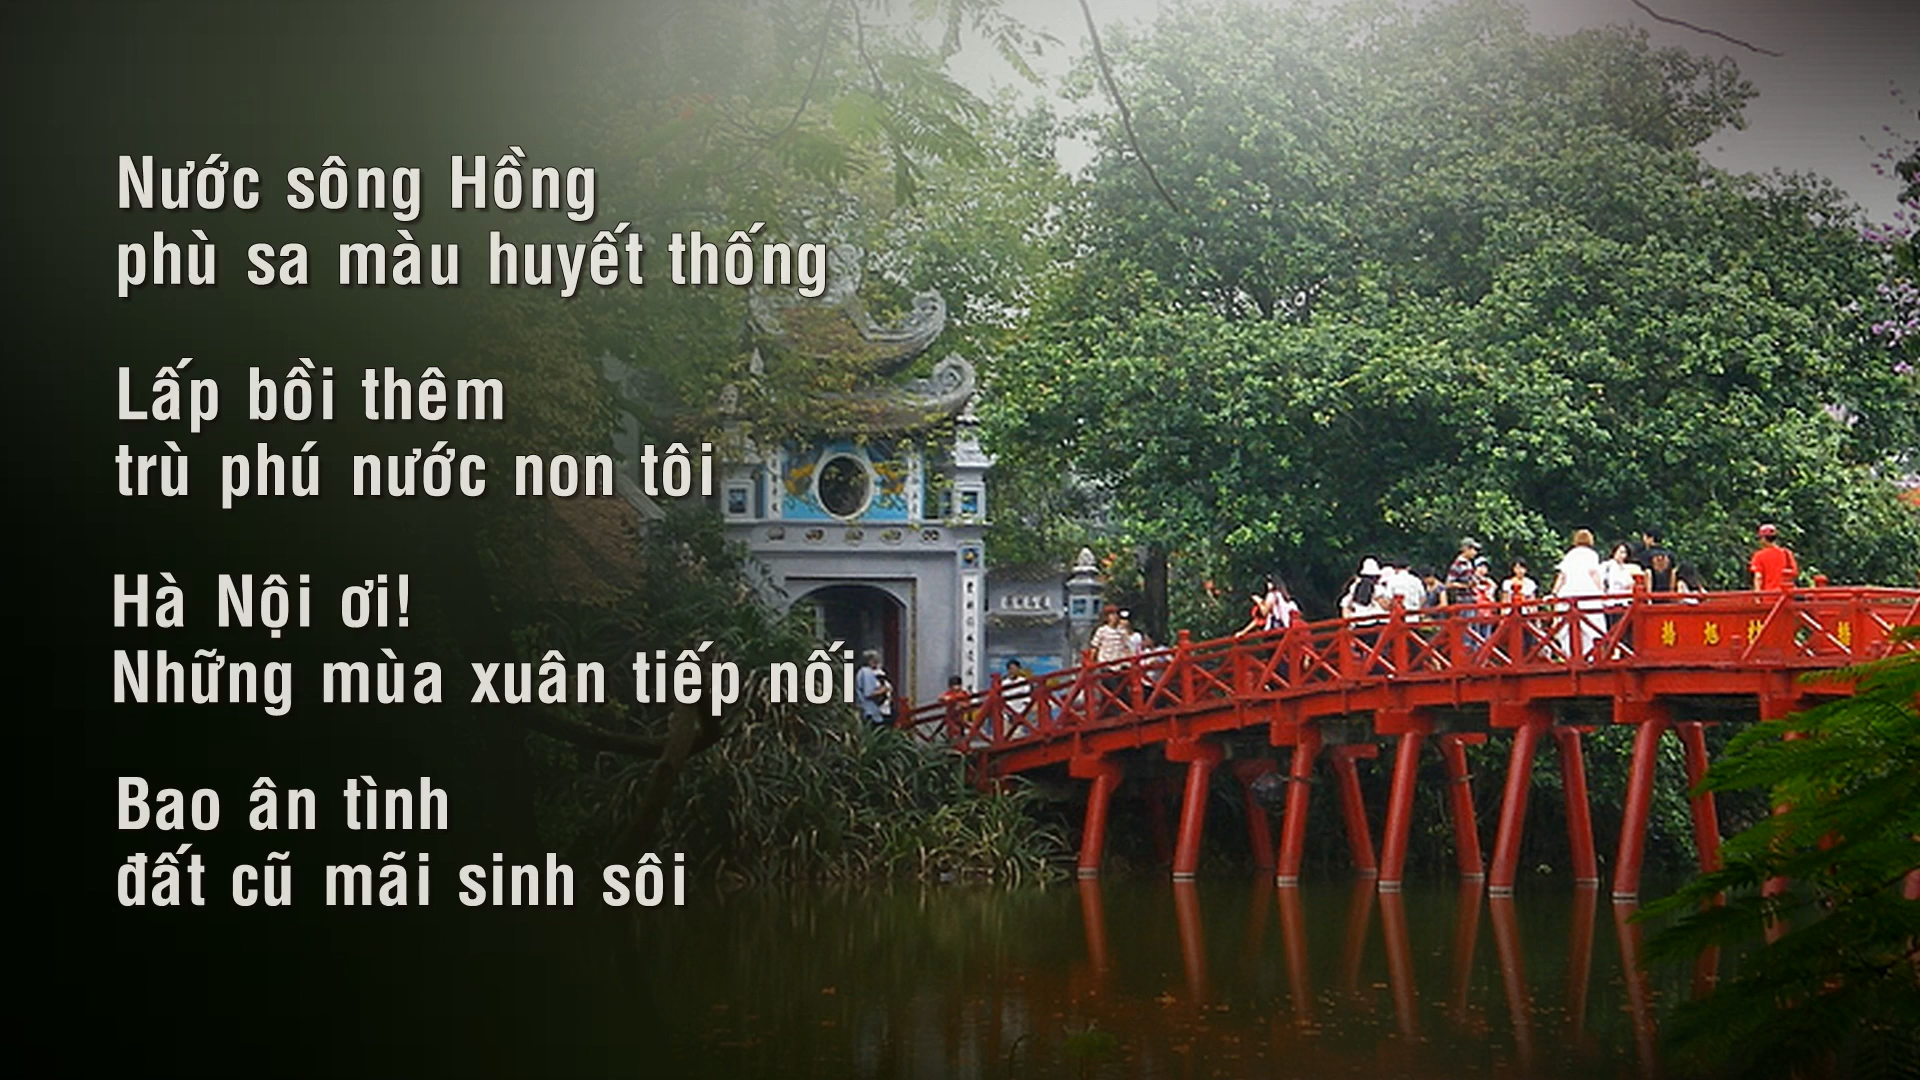 Nước sông Hồng
phù sa màu huyết thống
Lấp bồi thêm
trù phú nước non tôi
Hà Nội ơi!
Những mùa xuân tiếp nối
Bao ân tình
đất cũ mãi sinh sôi